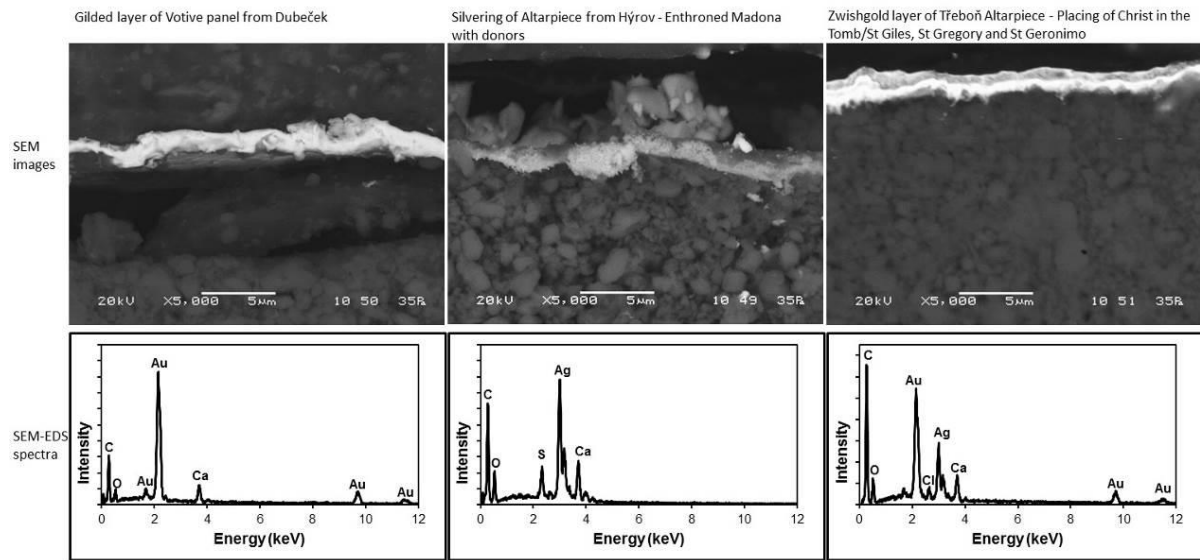 Gilded layer of Votive panel from Dubeček
Silvering of Altarpiece from Hýrov - Enthroned Madona
with donors
Zwishgold layer of Třeboň Altarpiece - Placing of Christ in the
Tomb/St Giles, St Gregory and St Geronimo
SEM
images
20kV X5,000 5µm 10 50 35PA
20kV X5,000 5µm 10 49 35PA
20kV X5,000 5µm 10 51 35PA
SEM-EDS
spectra
Intensity
C
O
Au
Au
Ca
Au
Au
0 2 4 6 8 10 12
Energy (keV)
Intensity
C
O
S
Ag
Ca
0 2 4 6 8 10 12
Energy (keV)
Intensity
C
O
Au
Cl
Ag
Ca
Au
Au
0 2 4 6 8 10 12
Energy (keV)